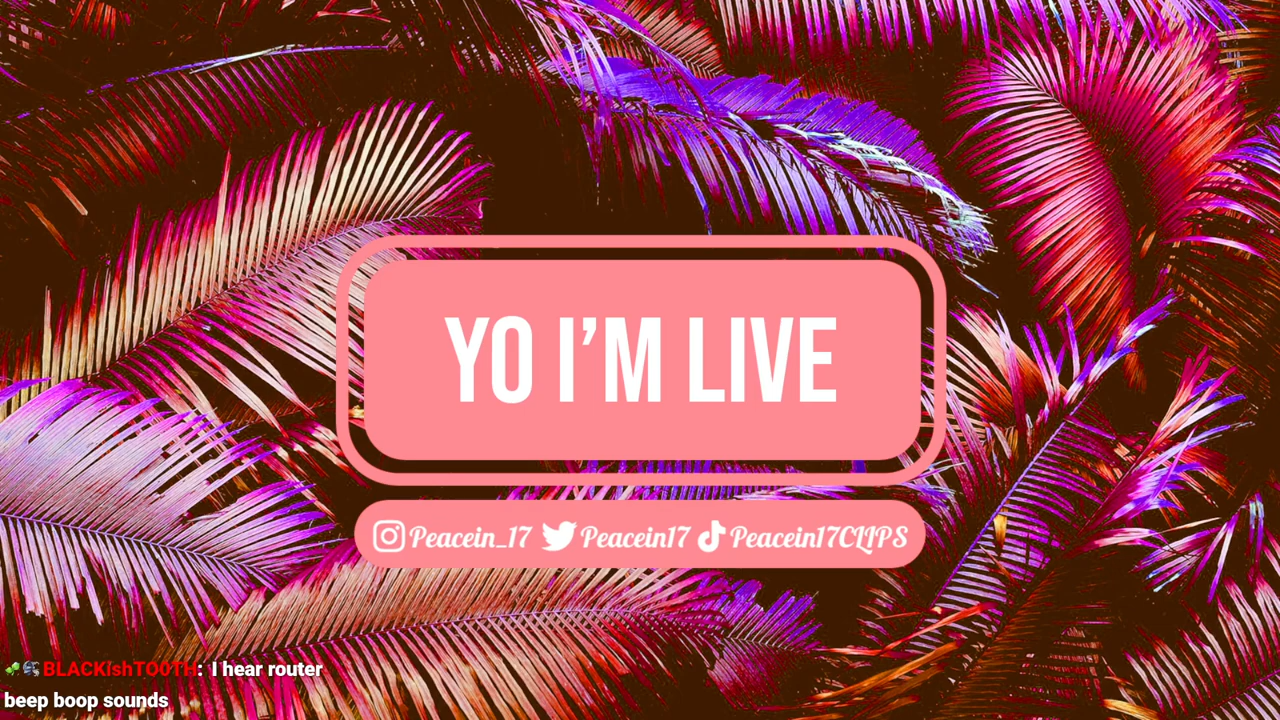 YO I’M LIVE
Peacein_17 Peacein17 Peacein17CLIPS
BLACKIshTOOTH: I hear router
beep boop sounds